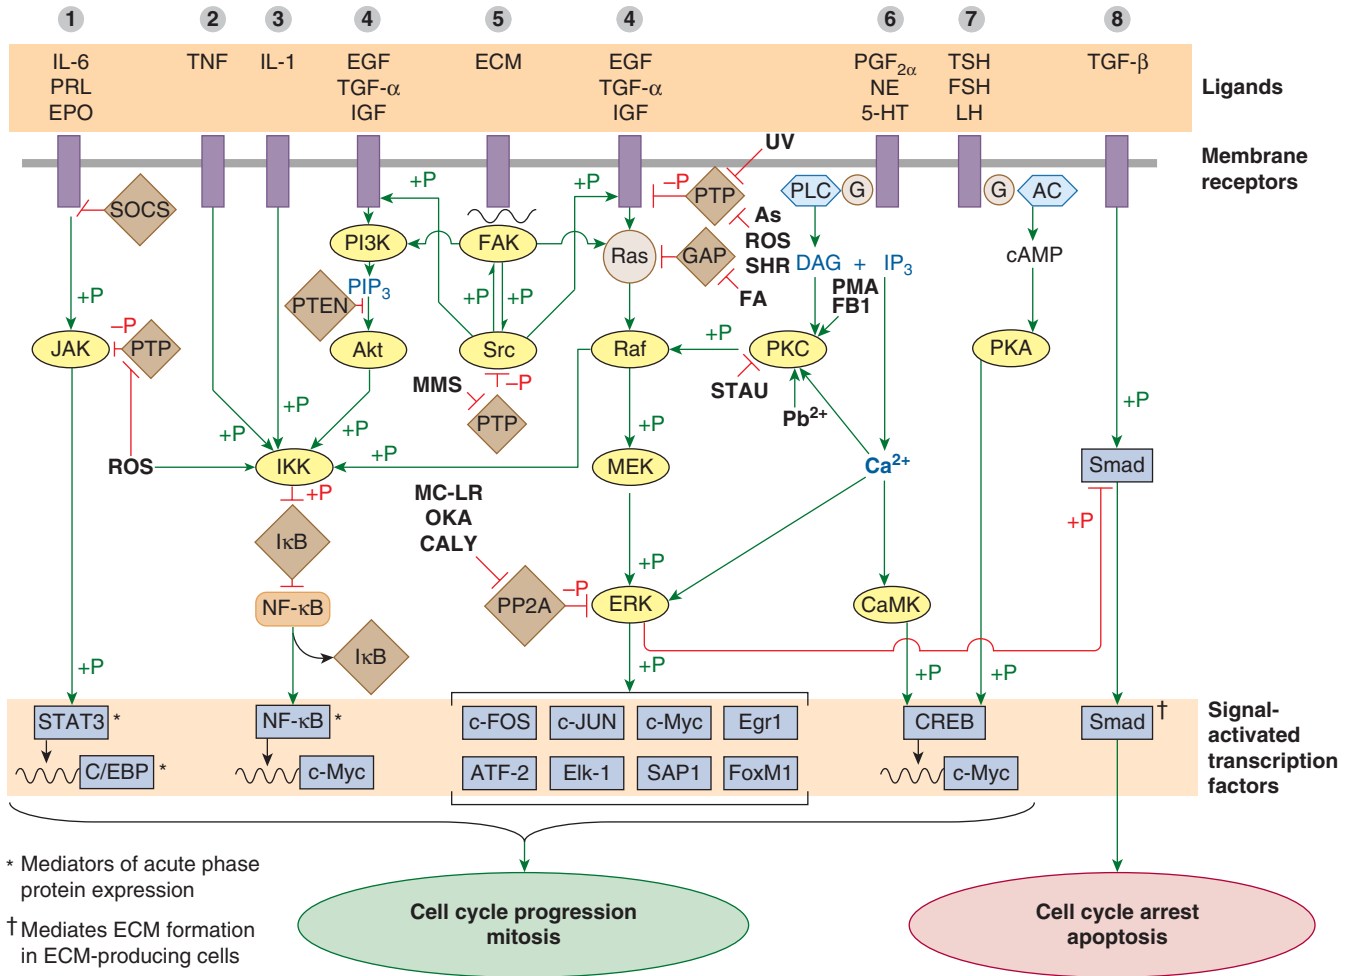 1 2 3 4 5 4 6 7 8
IL-6 TNF IL-1 EGF ECM EGF PGF2α TSH TGF-β
PRL TGF-α TGF-α NE FSH
EPO IGF IGF 5-HT LH
Ligands
Membrane
receptors
UV
SOCS
+P
+P
–P
PTP
PLC
G
G
AC
As
ROS
SHR
PI3K
FAK
Ras
GAP
FA
DAG + IP3
cAMP
PIP3
PTEN
PMA
FB1
+P
+P
+P
–P
JAK
PTP
Akt
Src
Raf
+P
PKC
PKA
MMS
–P
PTP
STAU
Pb2+
+P
+P
+P
+P
+P
+P
ROS
IKK
MEK
Ca2+
Smad
+P
MC-LR
OKA
CALY
+P
IκB
+P
PP2A
–P
ERK
CaMK
NF-κB
IκB
+P
+P
+P
+P
STAT3 *
NF-κB *
c-FOS c-JUN c-Myc Egr1
CREB
Smad †
C/EBP *
c-Myc
ATF-2 Elk-1 SAP1 FoxM1
c-Myc
Signal-
activated
transcription
factors
* Mediators of acute phase
protein expression
† Mediates ECM formation
in ECM-producing cells
Cell cycle progression
mitosis
Cell cycle arrest
apoptosis